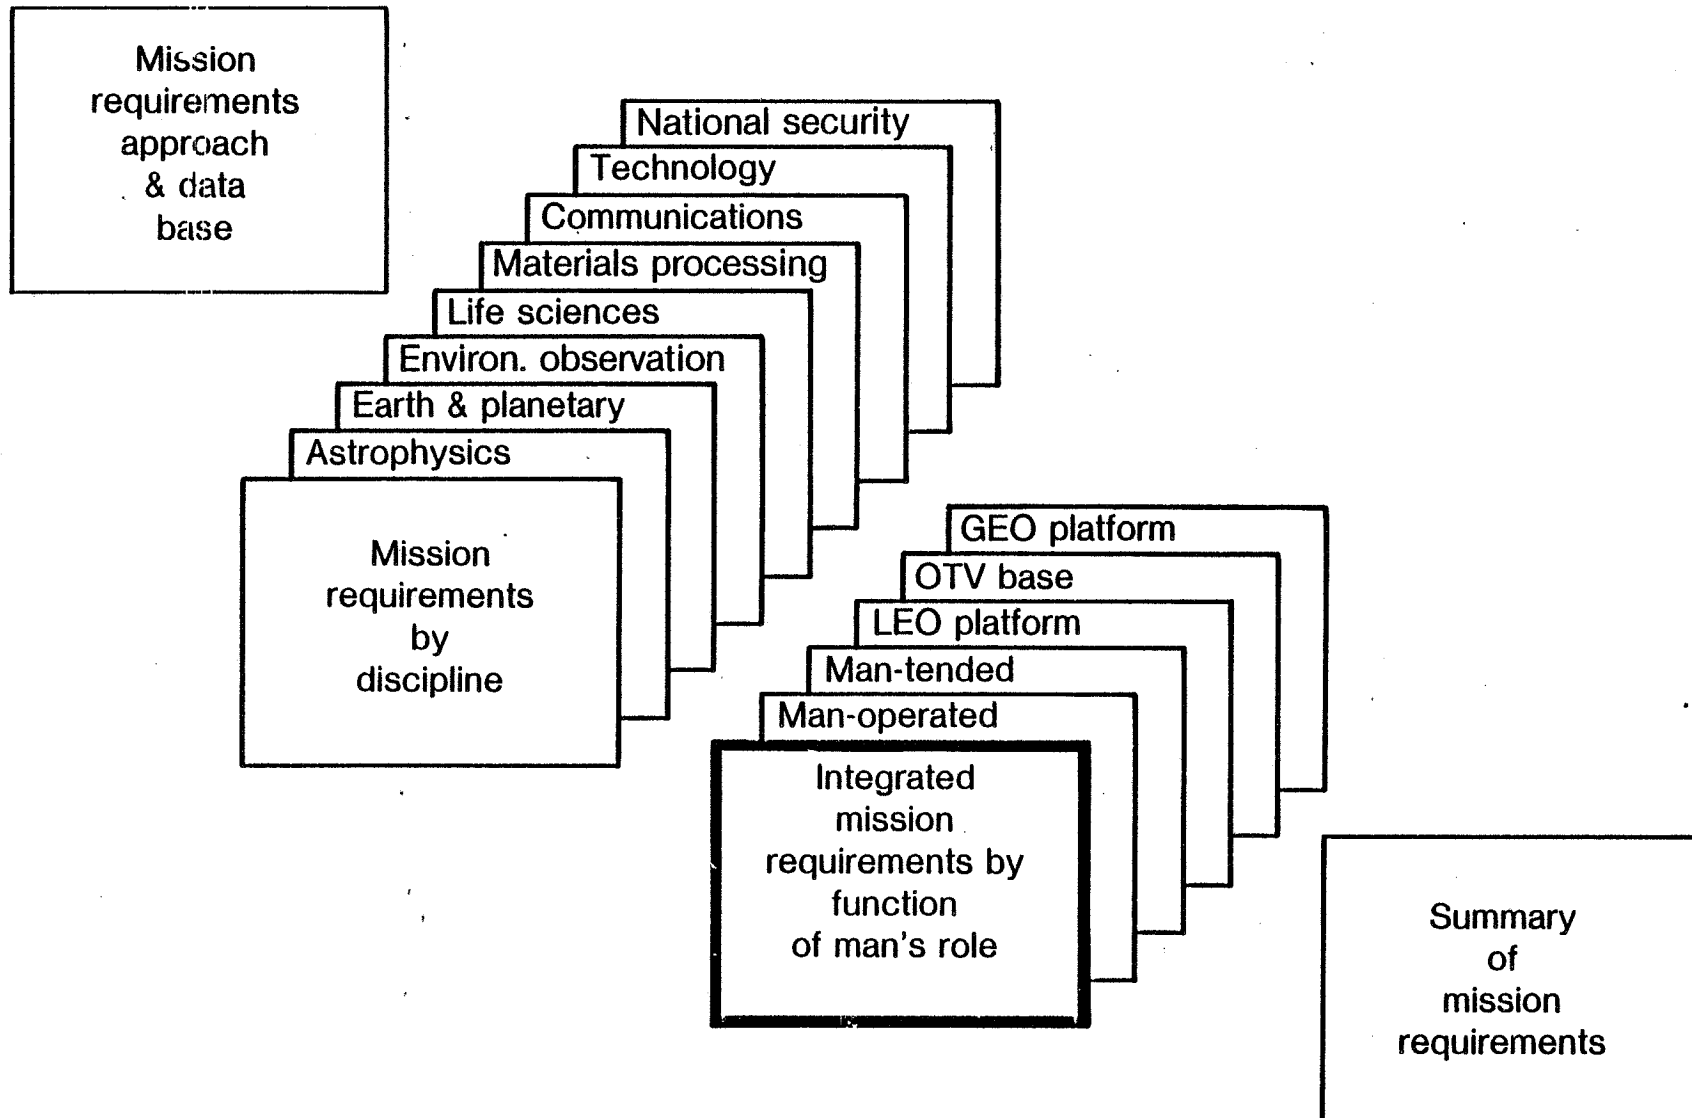 Mission
requirements
approach
& data
base
National security
Technology
Communications
Materials processing
Life sciences
Environ. observation
Earth & planetary
Astrophysics
Mission
requirements
by
discipline
GEO platform
OTV base
LEO platform
Man-tended
Man-operated
Integrated
mission
requirements by
function
of man's role
Summary
of
mission
requirements